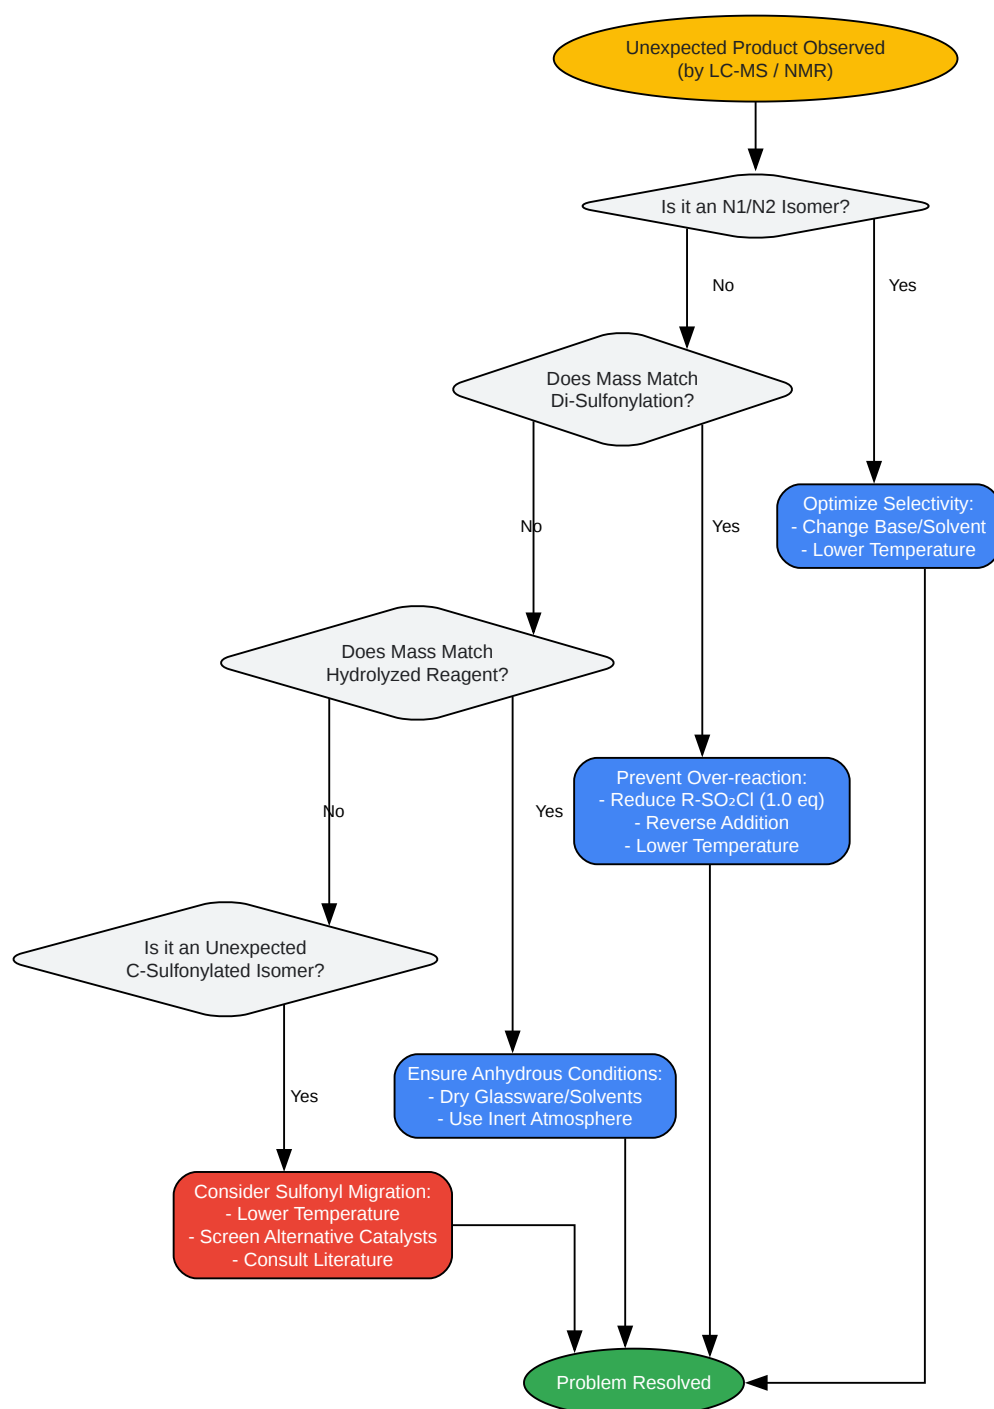 Unexpected Product Observed
(by LC-MS / NMR)
Is it an N1/N2 Isomer?
No
Yes
Does Mass Match
Di-Sulfonylation?
Optimize Selectivity:
- Change Base/Solvent
- Lower Temperature
No
Yes
Does Mass Match
Hydrolyzed Reagent?
Prevent Over-reaction:
- Reduce R-SO₂Cl (1.0 eq)
- Reverse Addition
- Lower Temperature
No
Yes
Is it an Unexpected
C-Sulfonylated Isomer?
Ensure Anhydrous Conditions:
- Dry Glassware/Solvents
- Use Inert Atmosphere
Yes
Consider Sulfonyl Migration:
- Lower Temperature
- Screen Alternative Catalysts
- Consult Literature
Problem Resolved